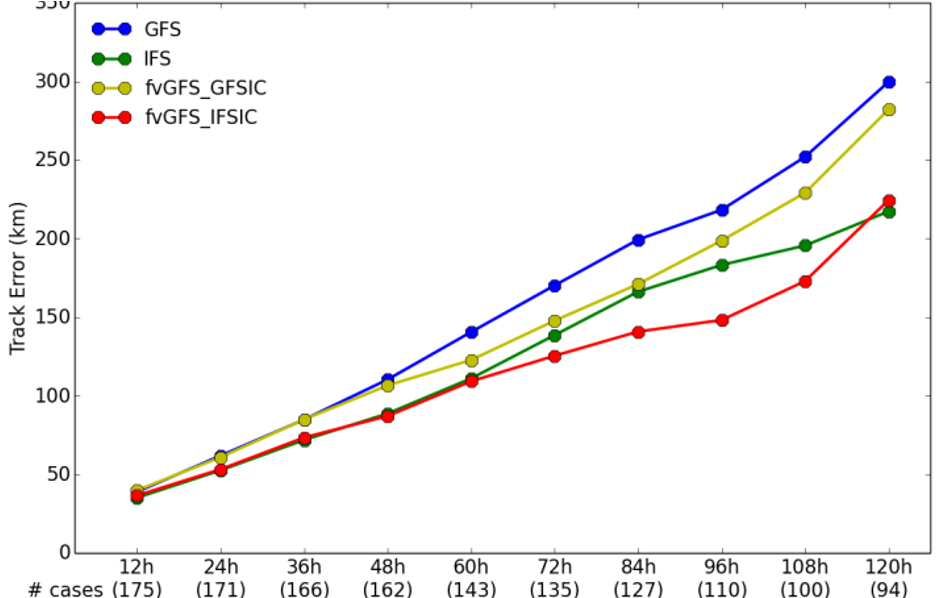 350
GFS
IFS
fvGFS_GFSIC
fvGFS_IFSIC
300
250
200
150
100
50
0
Track Error (km)
12h 24h 36h 48h 60h 72h 84h 96h 108h 120h
# cases (175) (171) (166) (162) (143) (135) (127) (110) (100) (94)